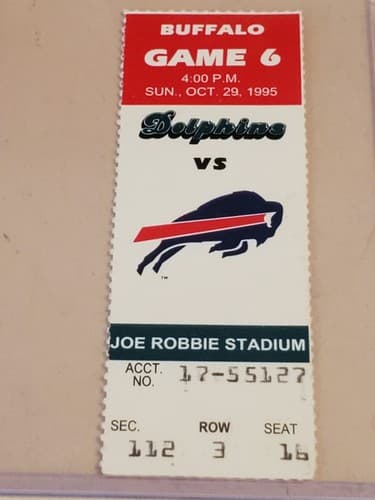 BUFFALO
GAME 6
4:00 P.M.
SUN., OCT. 29, 1995
Dolphins
VS
TM
JOE ROBBIE STADIUM
ACCT. NO. 17-55127
SEC. ROW SEAT
112 3 16